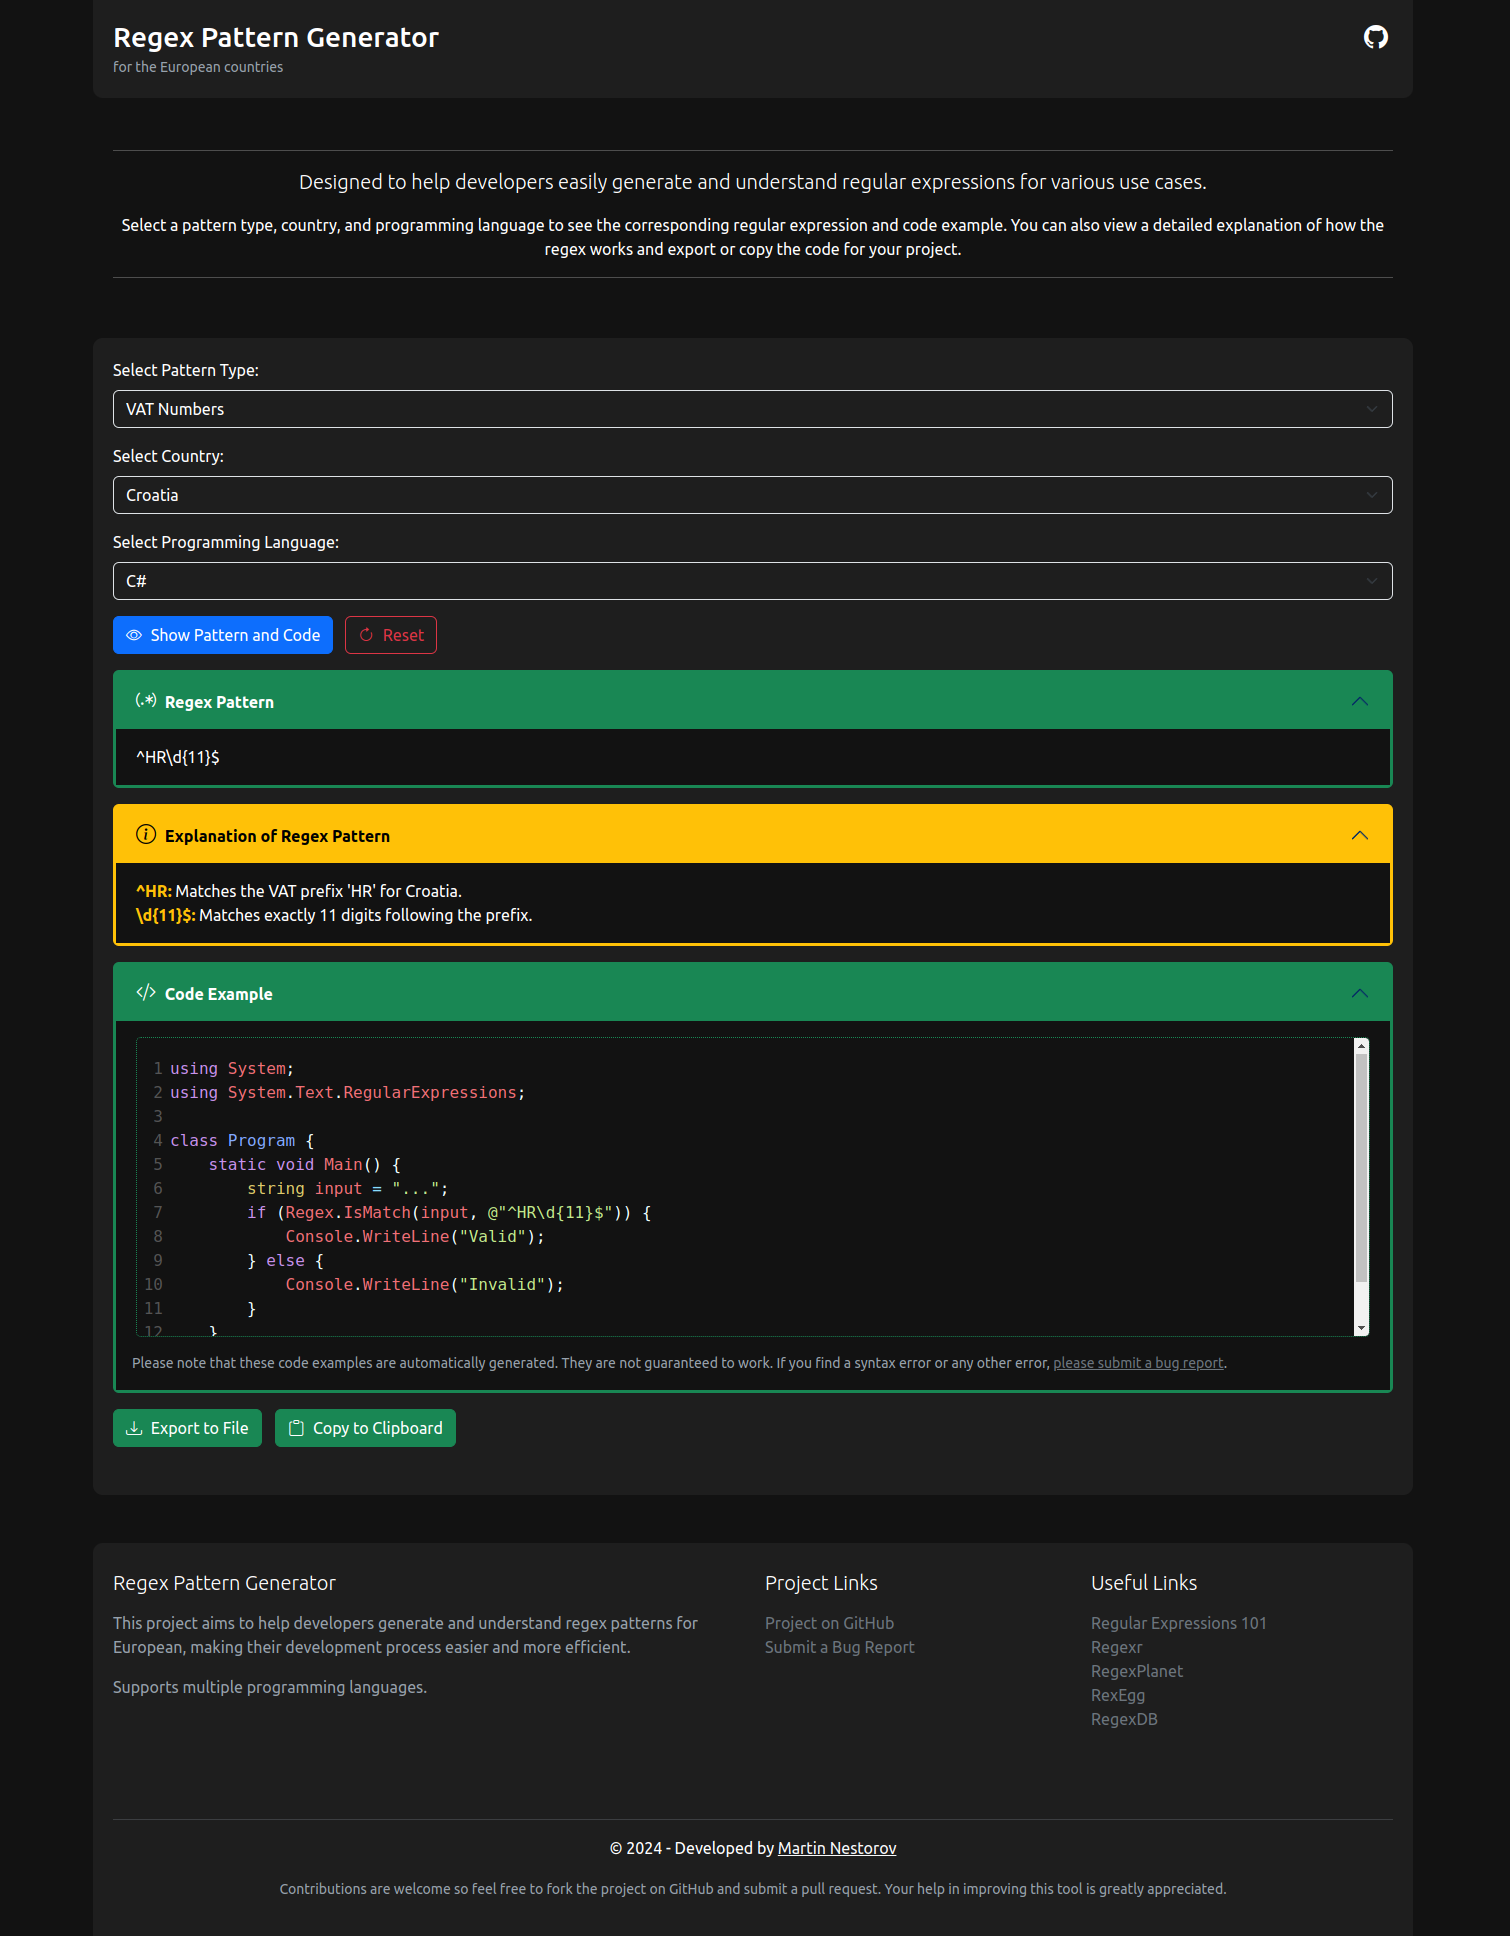 Regex Pattern Generator
for the European countries
Designed to help developers easily generate and understand regular expressions for various use cases.
Select a pattern type, country, and programming language to see the corresponding regular expression and code example. You can also view a detailed explanation of how the
regex works and export or copy the code for your project.
Select Pattern Type:
VAT Numbers
Select Country:
Croatia
Select Programming Language:
C#
Show Pattern and Code
Reset
(.*) Regex Pattern
^HR\d{11}$
Explanation of Regex Pattern
^HR: Matches the VAT prefix 'HR' for Croatia.
\d{11}$: Matches exactly 11 digits following the prefix.
</> Code Example
1 using System;
2 using System.Text.RegularExpressions;
3
4 class Program {
5     static void Main() {
6         string input = "...";
7         if (Regex.IsMatch(input, @"^HR\d{11}$")) {
8             Console.WriteLine("Valid");
9         } else {
10             Console.WriteLine("Invalid");
11         }
12     }
Please note that these code examples are automatically generated. They are not guaranteed to work. If you find a syntax error or any other error, please submit a bug report.
Export to File
Copy to Clipboard
Regex Pattern Generator
This project aims to help developers generate and understand regex patterns for
European, making their development process easier and more efficient.
Supports multiple programming languages.
Project Links
Project on GitHub
Submit a Bug Report
Useful Links
Regular Expressions 101
Regexr
RegexPlanet
RexEgg
RegexDB
© 2024 - Developed by Martin Nestorov
Contributions are welcome so feel free to fork the project on GitHub and submit a pull request. Your help in improving this tool is greatly appreciated.